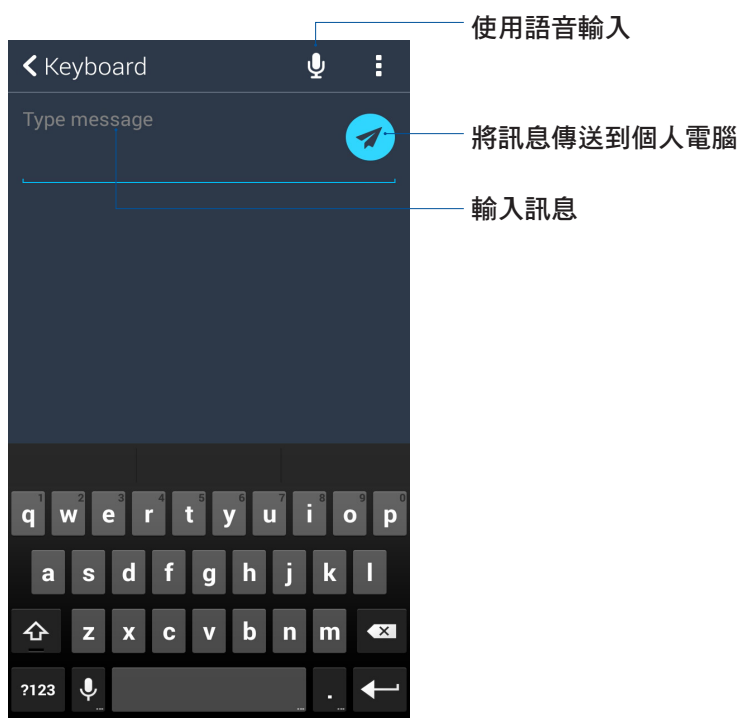 使用語音輸入
Keyboard
Type message
將訊息傳送到個人電腦
輸入訊息
1 2 3 4 5 6 7 8 9 0
q w e r t y u i o p
a s d f g h j k l
z x c v b n m
?123 .